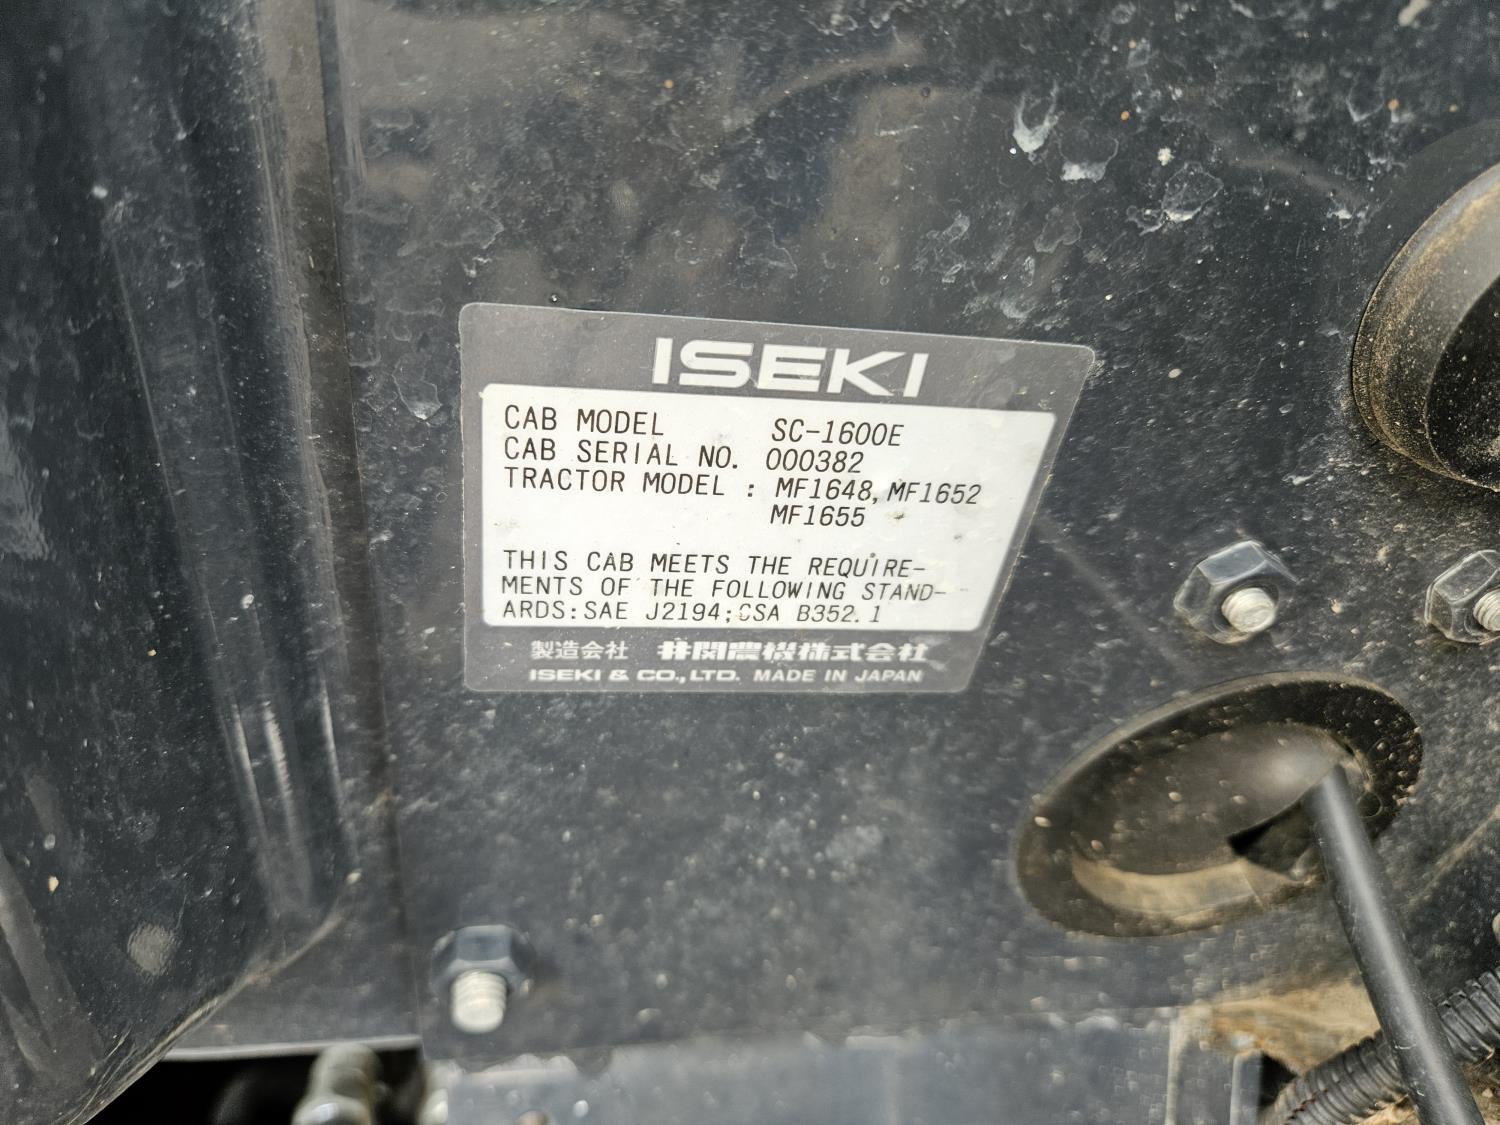 ISEKI
CAB MODEL SC-1600E
CAB SERIAL NO. 000382
TRACTOR MODEL : MF1648, MF1652
MF1655
THIS CAB MEETS THE REQUIRE-
MENTS OF THE FOLLOWING STAND-
ARDS:SAE J2194;CSA B352.1
製造会社 井関農機株式会社
ISEKI & CO.,LTD. MADE IN JAPAN